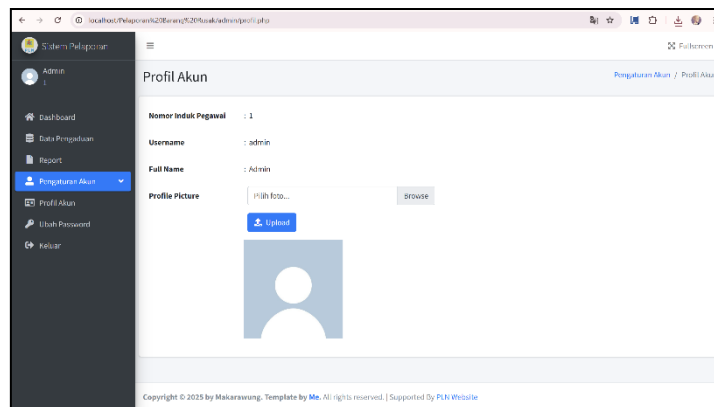 localhost/Pelaporan%20Barang%20Rusak/admin/profil.php
Sistem Pelaporan
Fullscreen
Admin
1
Profil Akun
Pengaturan Akun / Profil Akun
Dashboard
Data Pengaduan
Report
Pengaturan Akun
Profil Akun
Ubah Password
Keluar
Nomor Induk Pegawai : 1
Username : admin
Full Name : Admin
Profile Picture Pilih foto... Browse
Upload
Copyright © 2025 by Makarawung. Template by Me. All rights reserved. | Supported By PLN Website